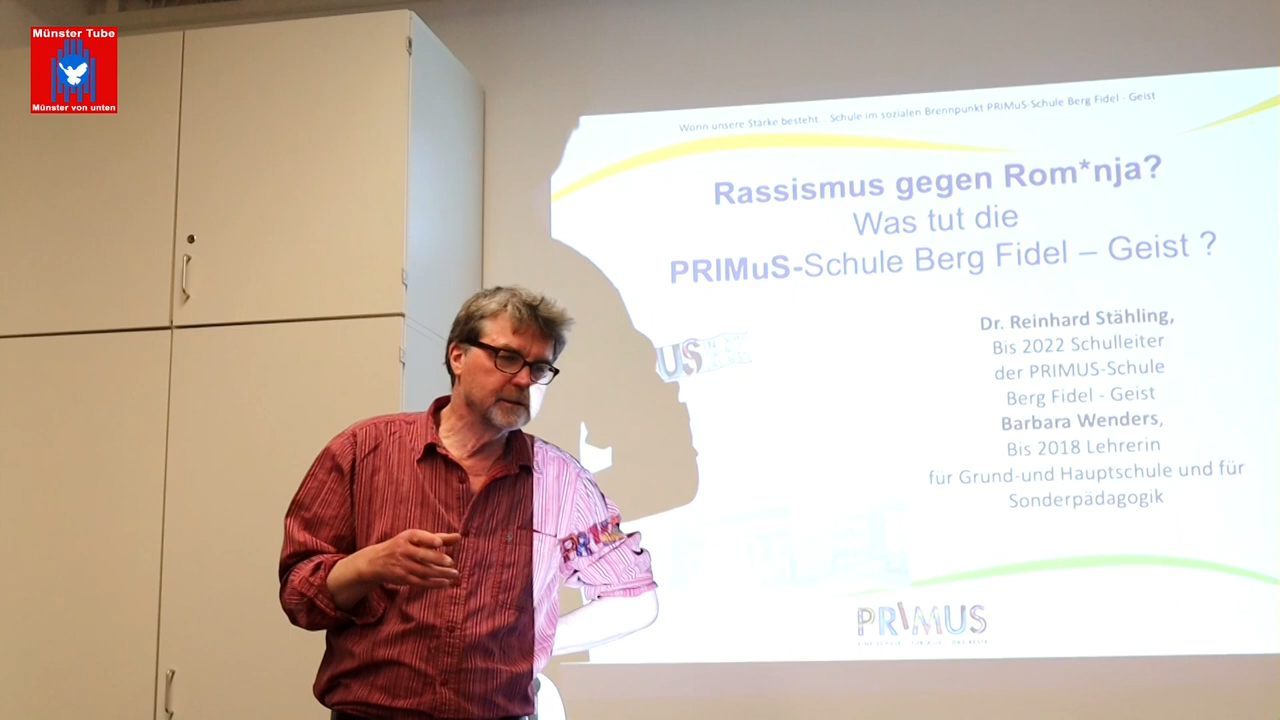 Münster Tube
Münster von unten
Worin unsere Stärke besteht... Schule im sozialen Brennpunkt PRIMuS-Schule Berg Fidel - Geist
Rassismus gegen Rom*nja?
Was tut die
PRIMuS-Schule Berg Fidel – Geist ?
US
Dr. Reinhard Stähling,
Bis 2022 Schulleiter
der PRIMUS-Schule
Berg Fidel - Geist
Barbara Wenders,
Bis 2018 Lehrerin
für Grund-und Hauptschule und für
Sonderpädagogik
PRIMUS